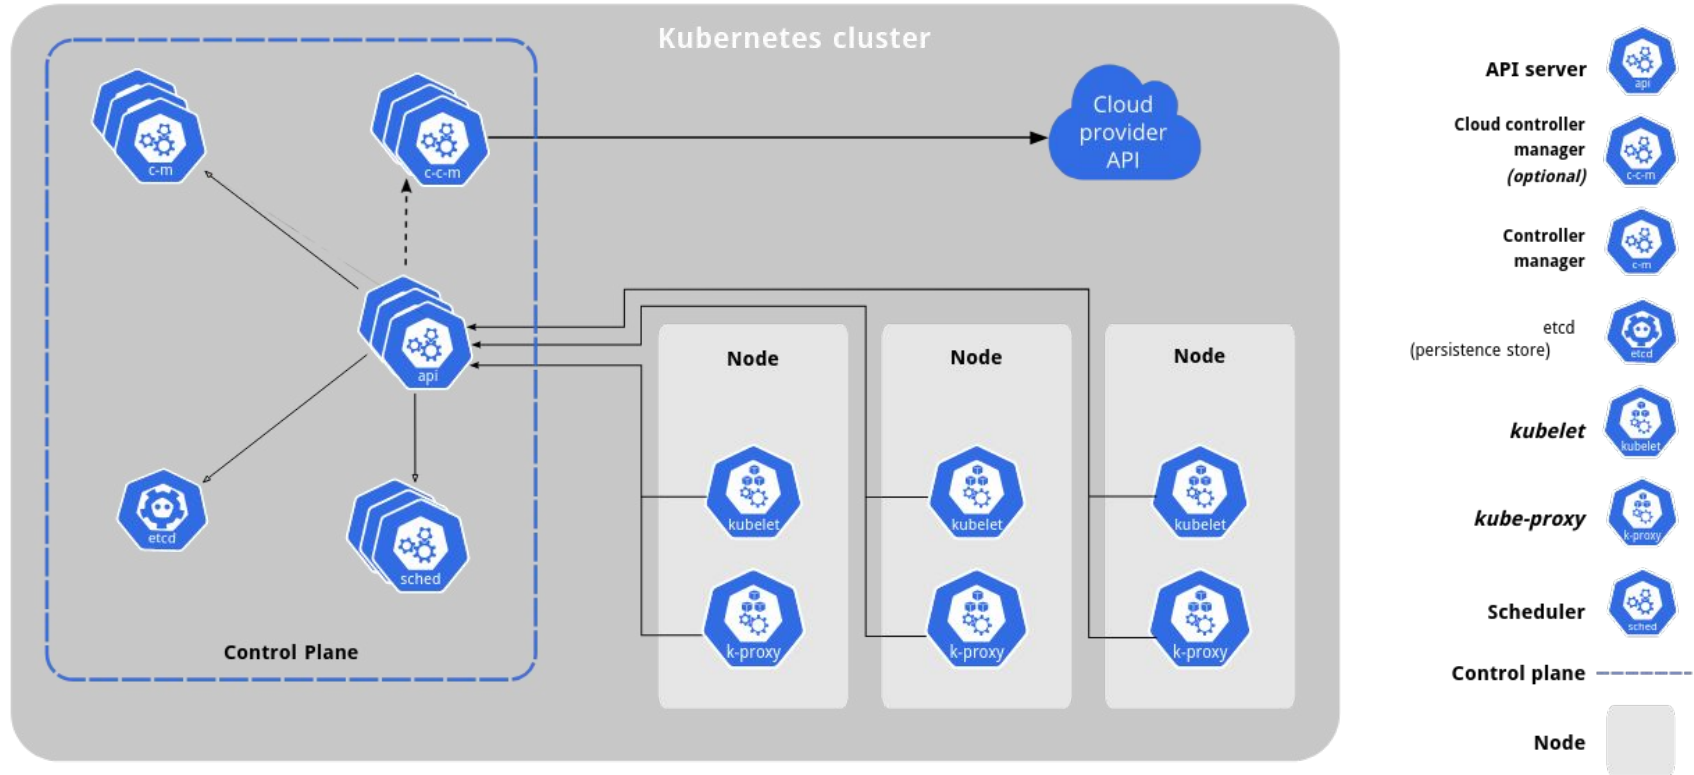 Kubernetes cluster
c-m
c-c-m
Cloud
provider
API
api
etcd
sched
Control Plane
Node
kubelet
k-proxy
Node
kubelet
k-proxy
Node
kubelet
k-proxy
API server
api
Cloud controller
manager
(optional)
c-c-m
Controller
manager
c-m
etcd
(persistence store)
etcd
kubelet
kubelet
kube-proxy
k-proxy
Scheduler
sched
Control plane
Node